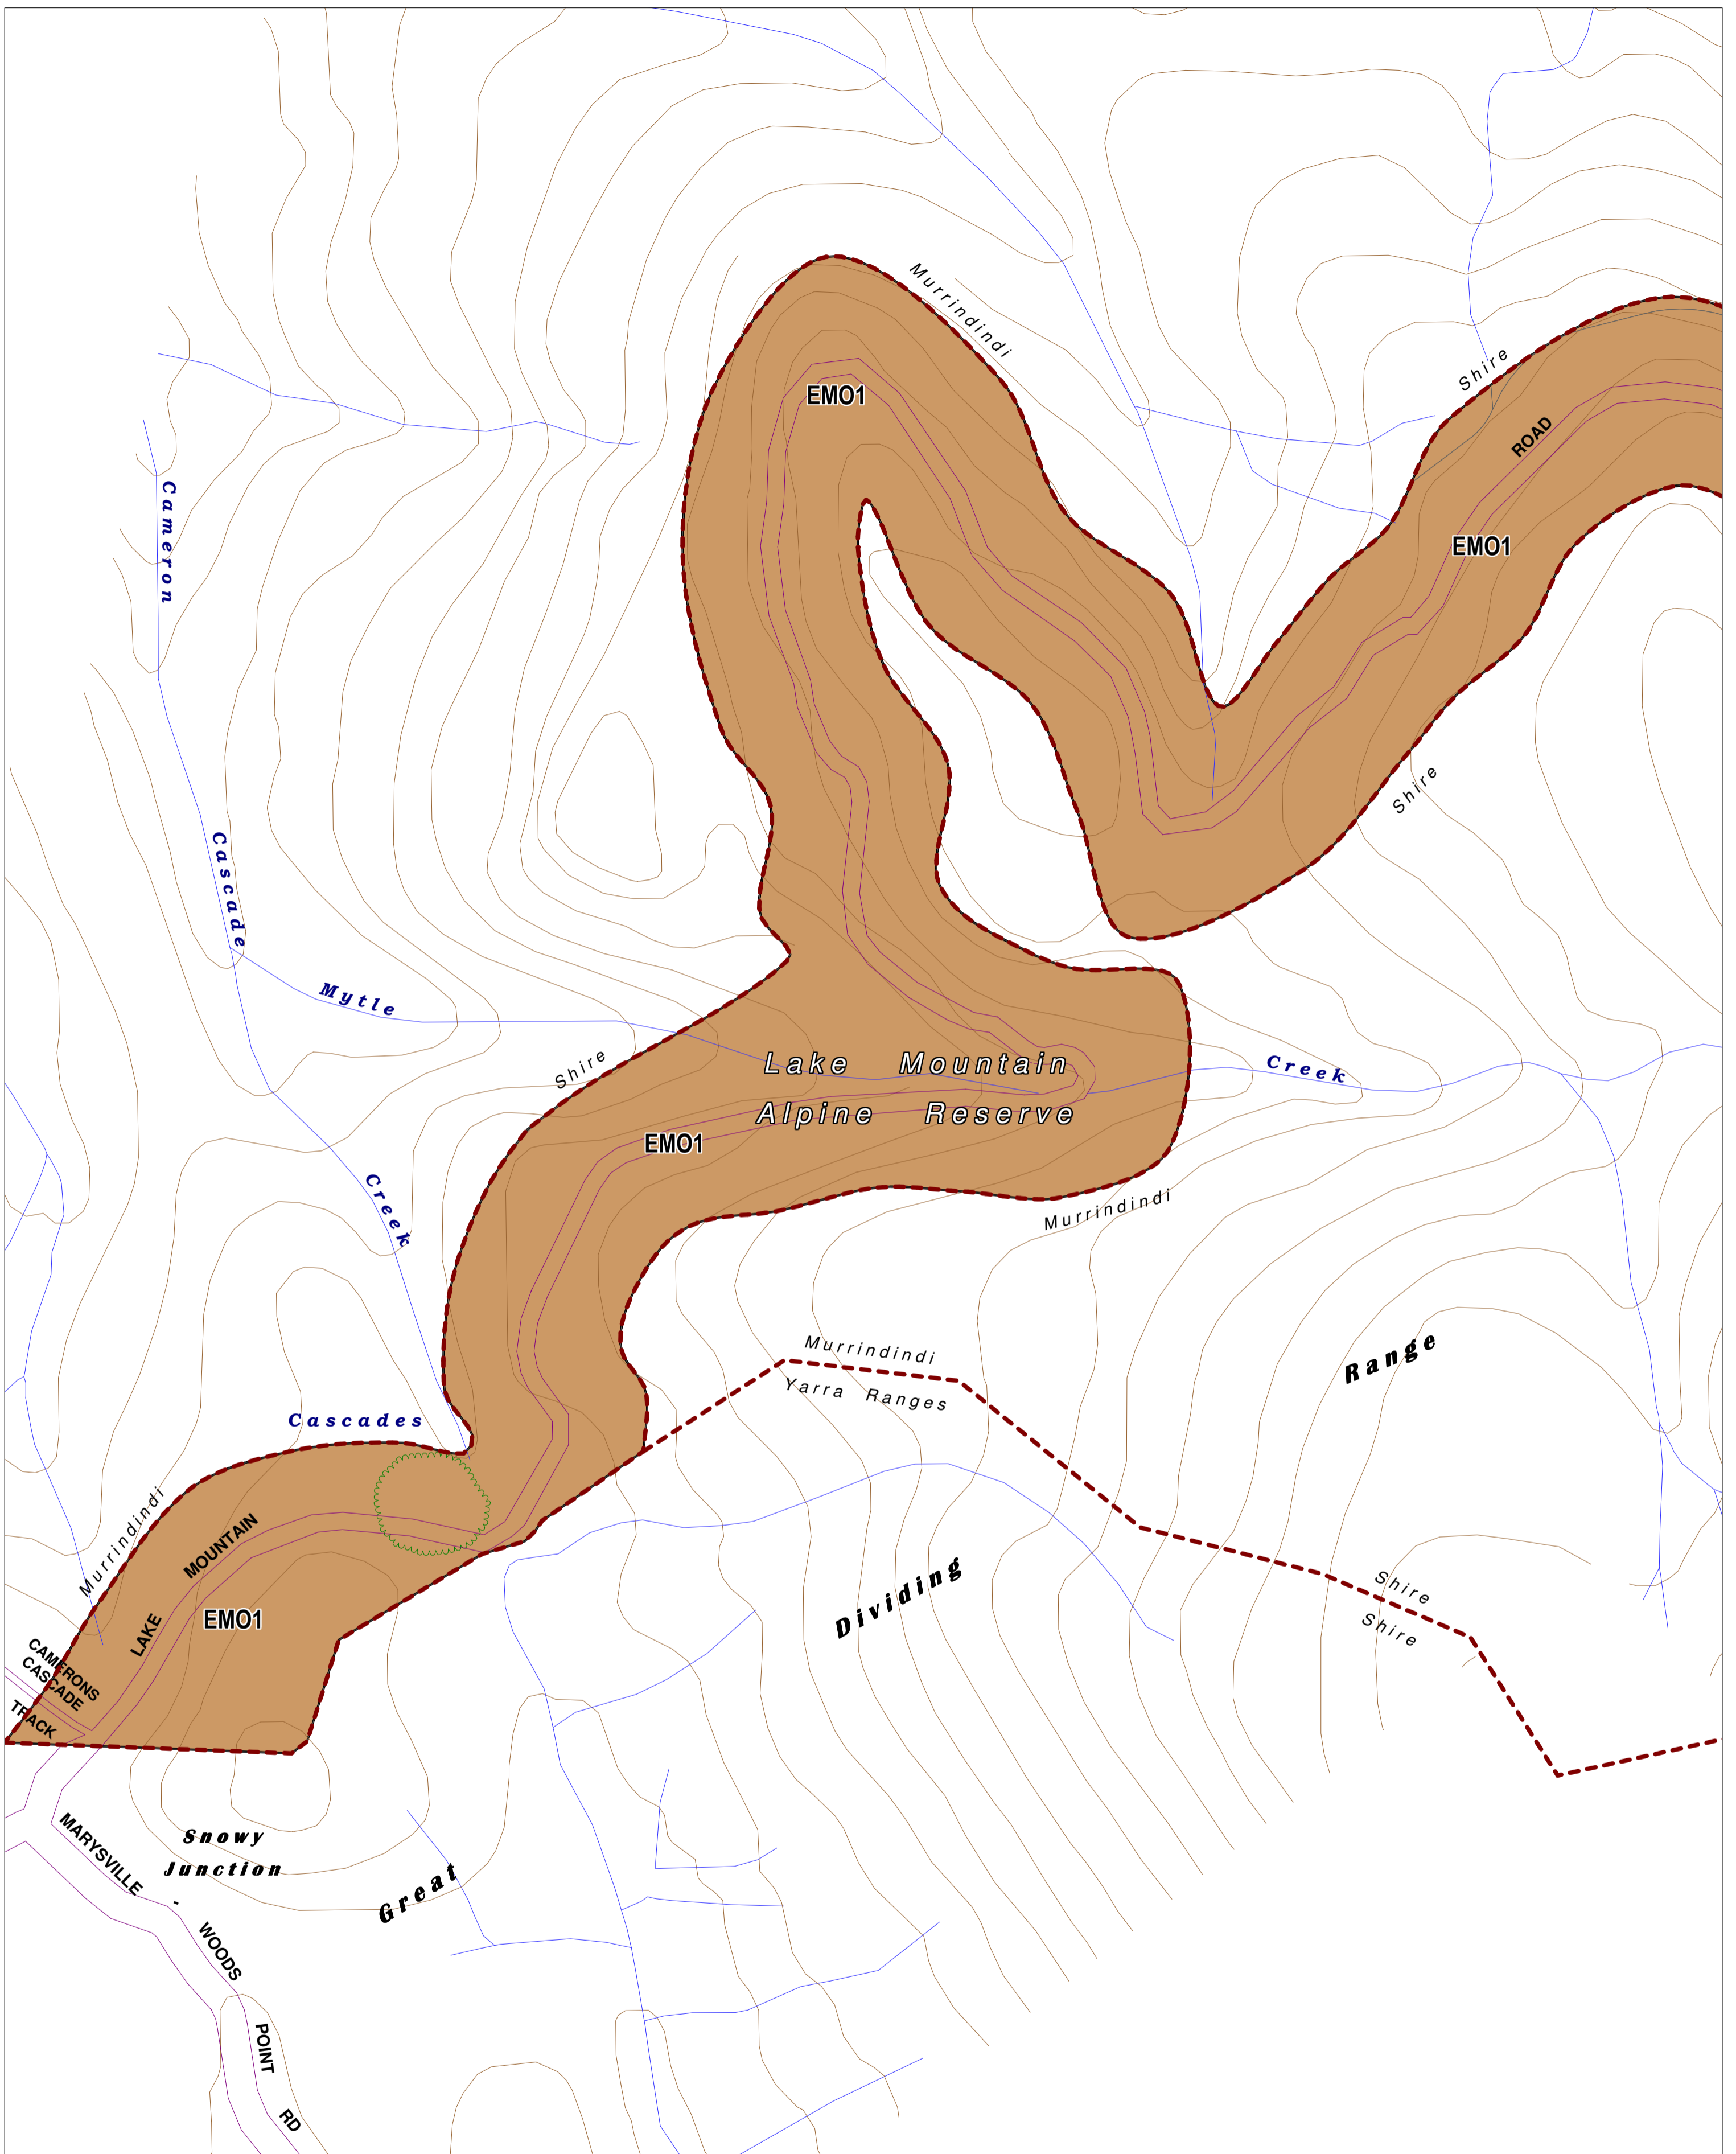 Murrindindi
Shire
EMO1
ROAD
EMO1
Cameron
Shire
Cascade
Mytle
Shire
Lake Mountain
Creek
Alpine Reserve
EMO1
Creek
Murrindindi
Murrindindi
Range
Yarra Ranges
Cascades
Murrindindi
MOUNTAIN
Dividing
Shire
EMO1
LAKE
Shire
CAMERONS
CASCADE
TRACK
MARYSVILLE
Snowy
Junction
Great
-
WOODS
POINT
RD